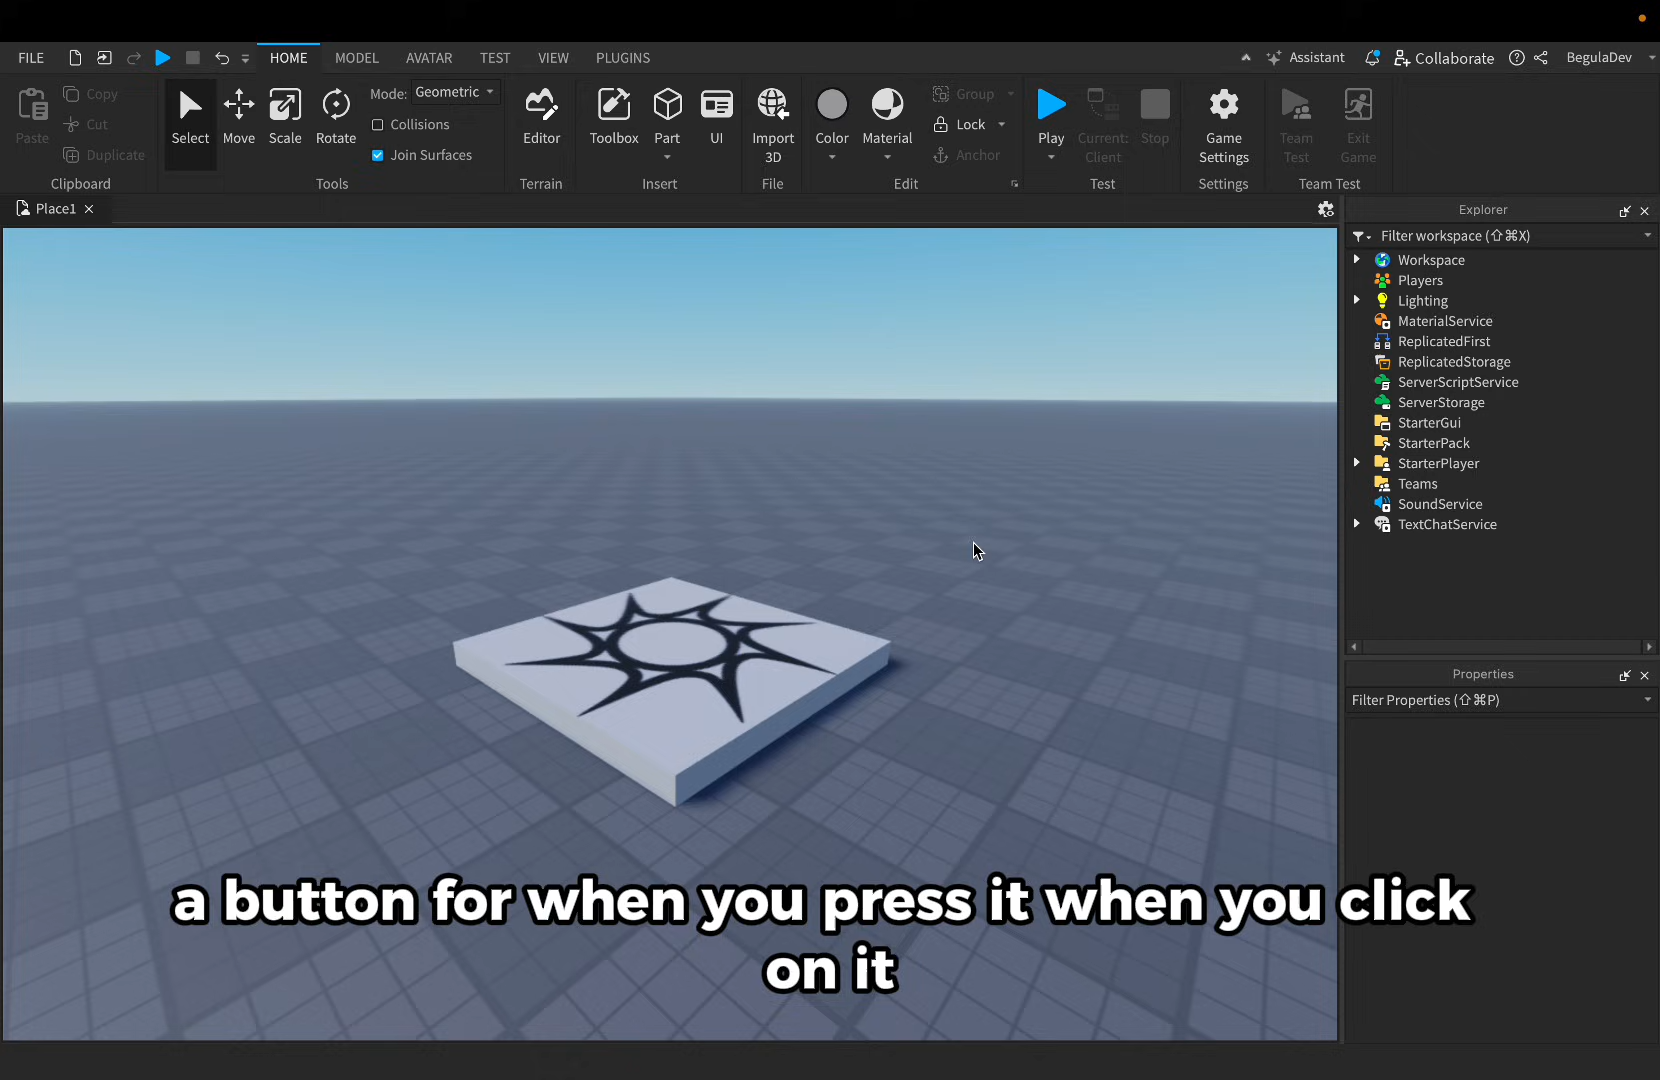 FILE HOME MODEL AVATAR TEST VIEW PLUGINS Assistant Collaborate BegulaDev
Paste Copy Cut Duplicate
Clipboard
Select Move Scale Rotate
Mode: Geometric
Collisions
Join Surfaces
Tools
Editor
Terrain
Toolbox Part UI
Insert
Import
3D
File
Color Material
Group
Lock
Anchor
Edit
Play Current:
Client Stop
Test
Game
Settings
Settings
Team
Test
Exit
Game
Team Test
Place1
Explorer
Filter workspace (⇧⌘X)
Workspace
Players
Lighting
MaterialService
ReplicatedFirst
ReplicatedStorage
ServerScriptService
ServerStorage
StarterGui
StarterPack
StarterPlayer
Teams
SoundService
TextChatService
Properties
Filter Properties (⇧⌘P)
a button for when you press it when you click
on it